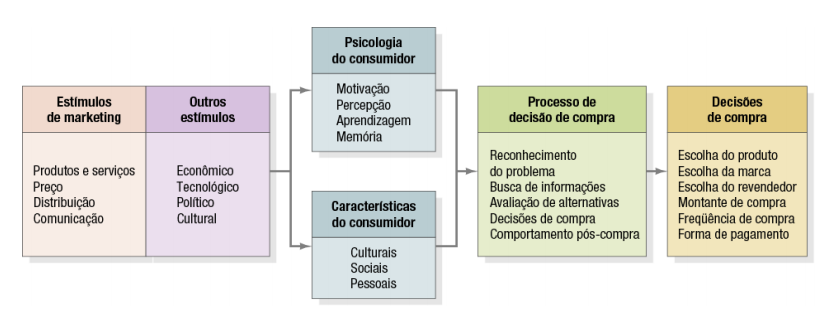 Estímulos
de marketing
Produtos e serviços
Preço
Distribuição
Comunicação
Outros
estímulos
Econômico
Tecnológico
Político
Cultural
Psicologia
do consumidor
Motivação
Percepção
Aprendizagem
Memória
Características
do consumidor
Culturais
Sociais
Pessoais
Processo de
decisão de compra
Reconhecimento
do problema
Busca de informações
Avaliação de alternativas
Decisões de compra
Comportamento pós-compra
Decisões
de compra
Escolha do produto
Escolha da marca
Escolha do revendedor
Montante de compra
Freqüência de compra
Forma de pagamento